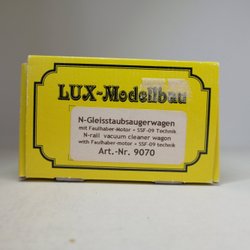 LUX-Modellbau
N-Gleisstaubsaugerwagen
mit Faulhaber-Motor + SSF-09 Technik
N-rail vacuum cleaner wagon
with Faulhaber-motor + SSF-09 technik
Art.-Nr. 9070